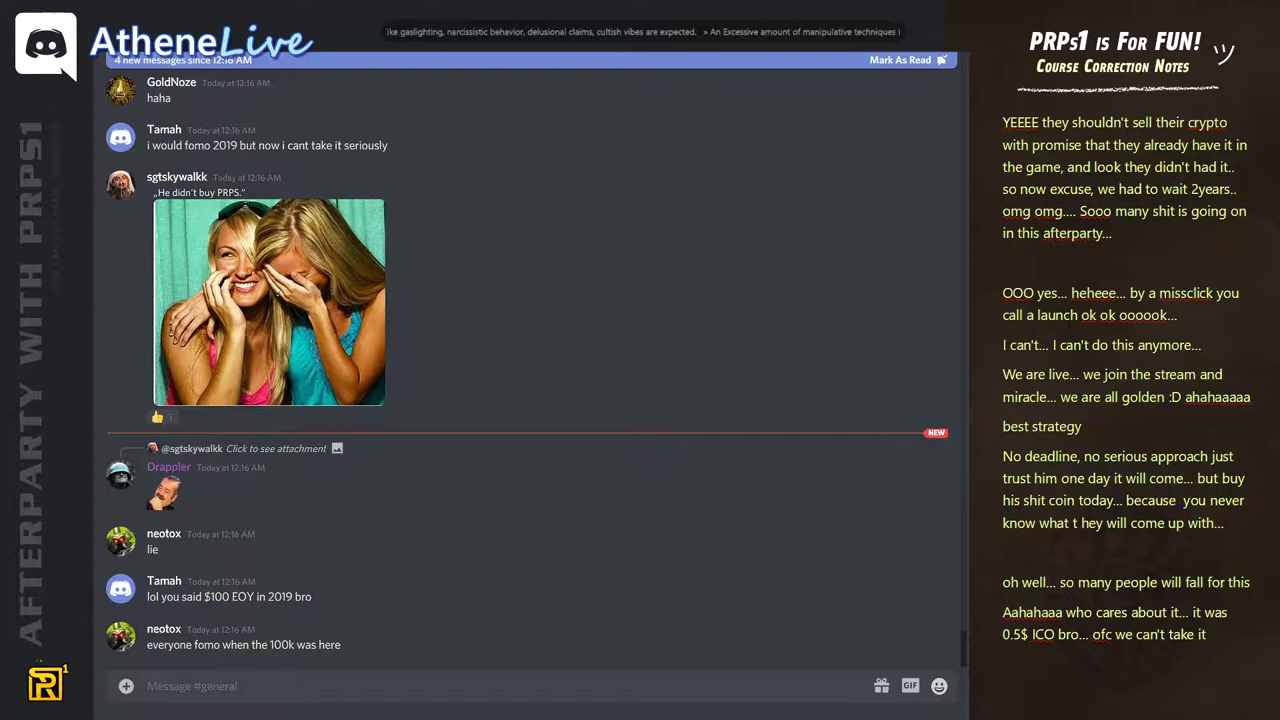 AtheneLive
ike gaslighting, narcissistic behavior, delusional claims, cultish vibes are expected. » An Excessive amount of manipulative techniques i
4 new messages since 12:16 AM Mark As Read
GoldNoze Today at 12:16 AM
haha
Tamah Today at 12:16 AM
i would fomo 2019 but now i cant take it seriously
sgtskywalkk Today at 12:16 AM
„He didn't buy PRPS."
1
NEW
@sgtskywalkk Click to see attachment
Drappler Today at 12:16 AM
neotox Today at 12:16 AM
lie
Tamah Today at 12:16 AM
lol you said $100 EOY in 2019 bro
neotox Today at 12:16 AM
everyone fomo when the 100k was here
Message #general
GIF
AFTERPARTY WITH PRPS1
R1
PRPS1 IS FOR FUN! ツ
COURSE CORRECTION NOTES
YEEEE they shouldn't sell their crypto
with promise that they already have it in
the game, and look they didn't had it..
so now excuse, we had to wait 2years..
omg omg.... Sooo many shit is going on
in this afterparty...
OOO yes... heheee... by a missclick you
call a launch ok ok oooook...
I can't... I can't do this anymore...
We are live... we join the stream and
miracle... we are all golden :D ahahaaaaa
best strategy
No deadline, no serious approach just
trust him one day it will come... but buy
his shit coin today... because  you never
know what t hey will come up with...
oh well... so many people will fall for this
Aahahaaa who cares about it... it was
0.5$ ICO bro... ofc we can't take it